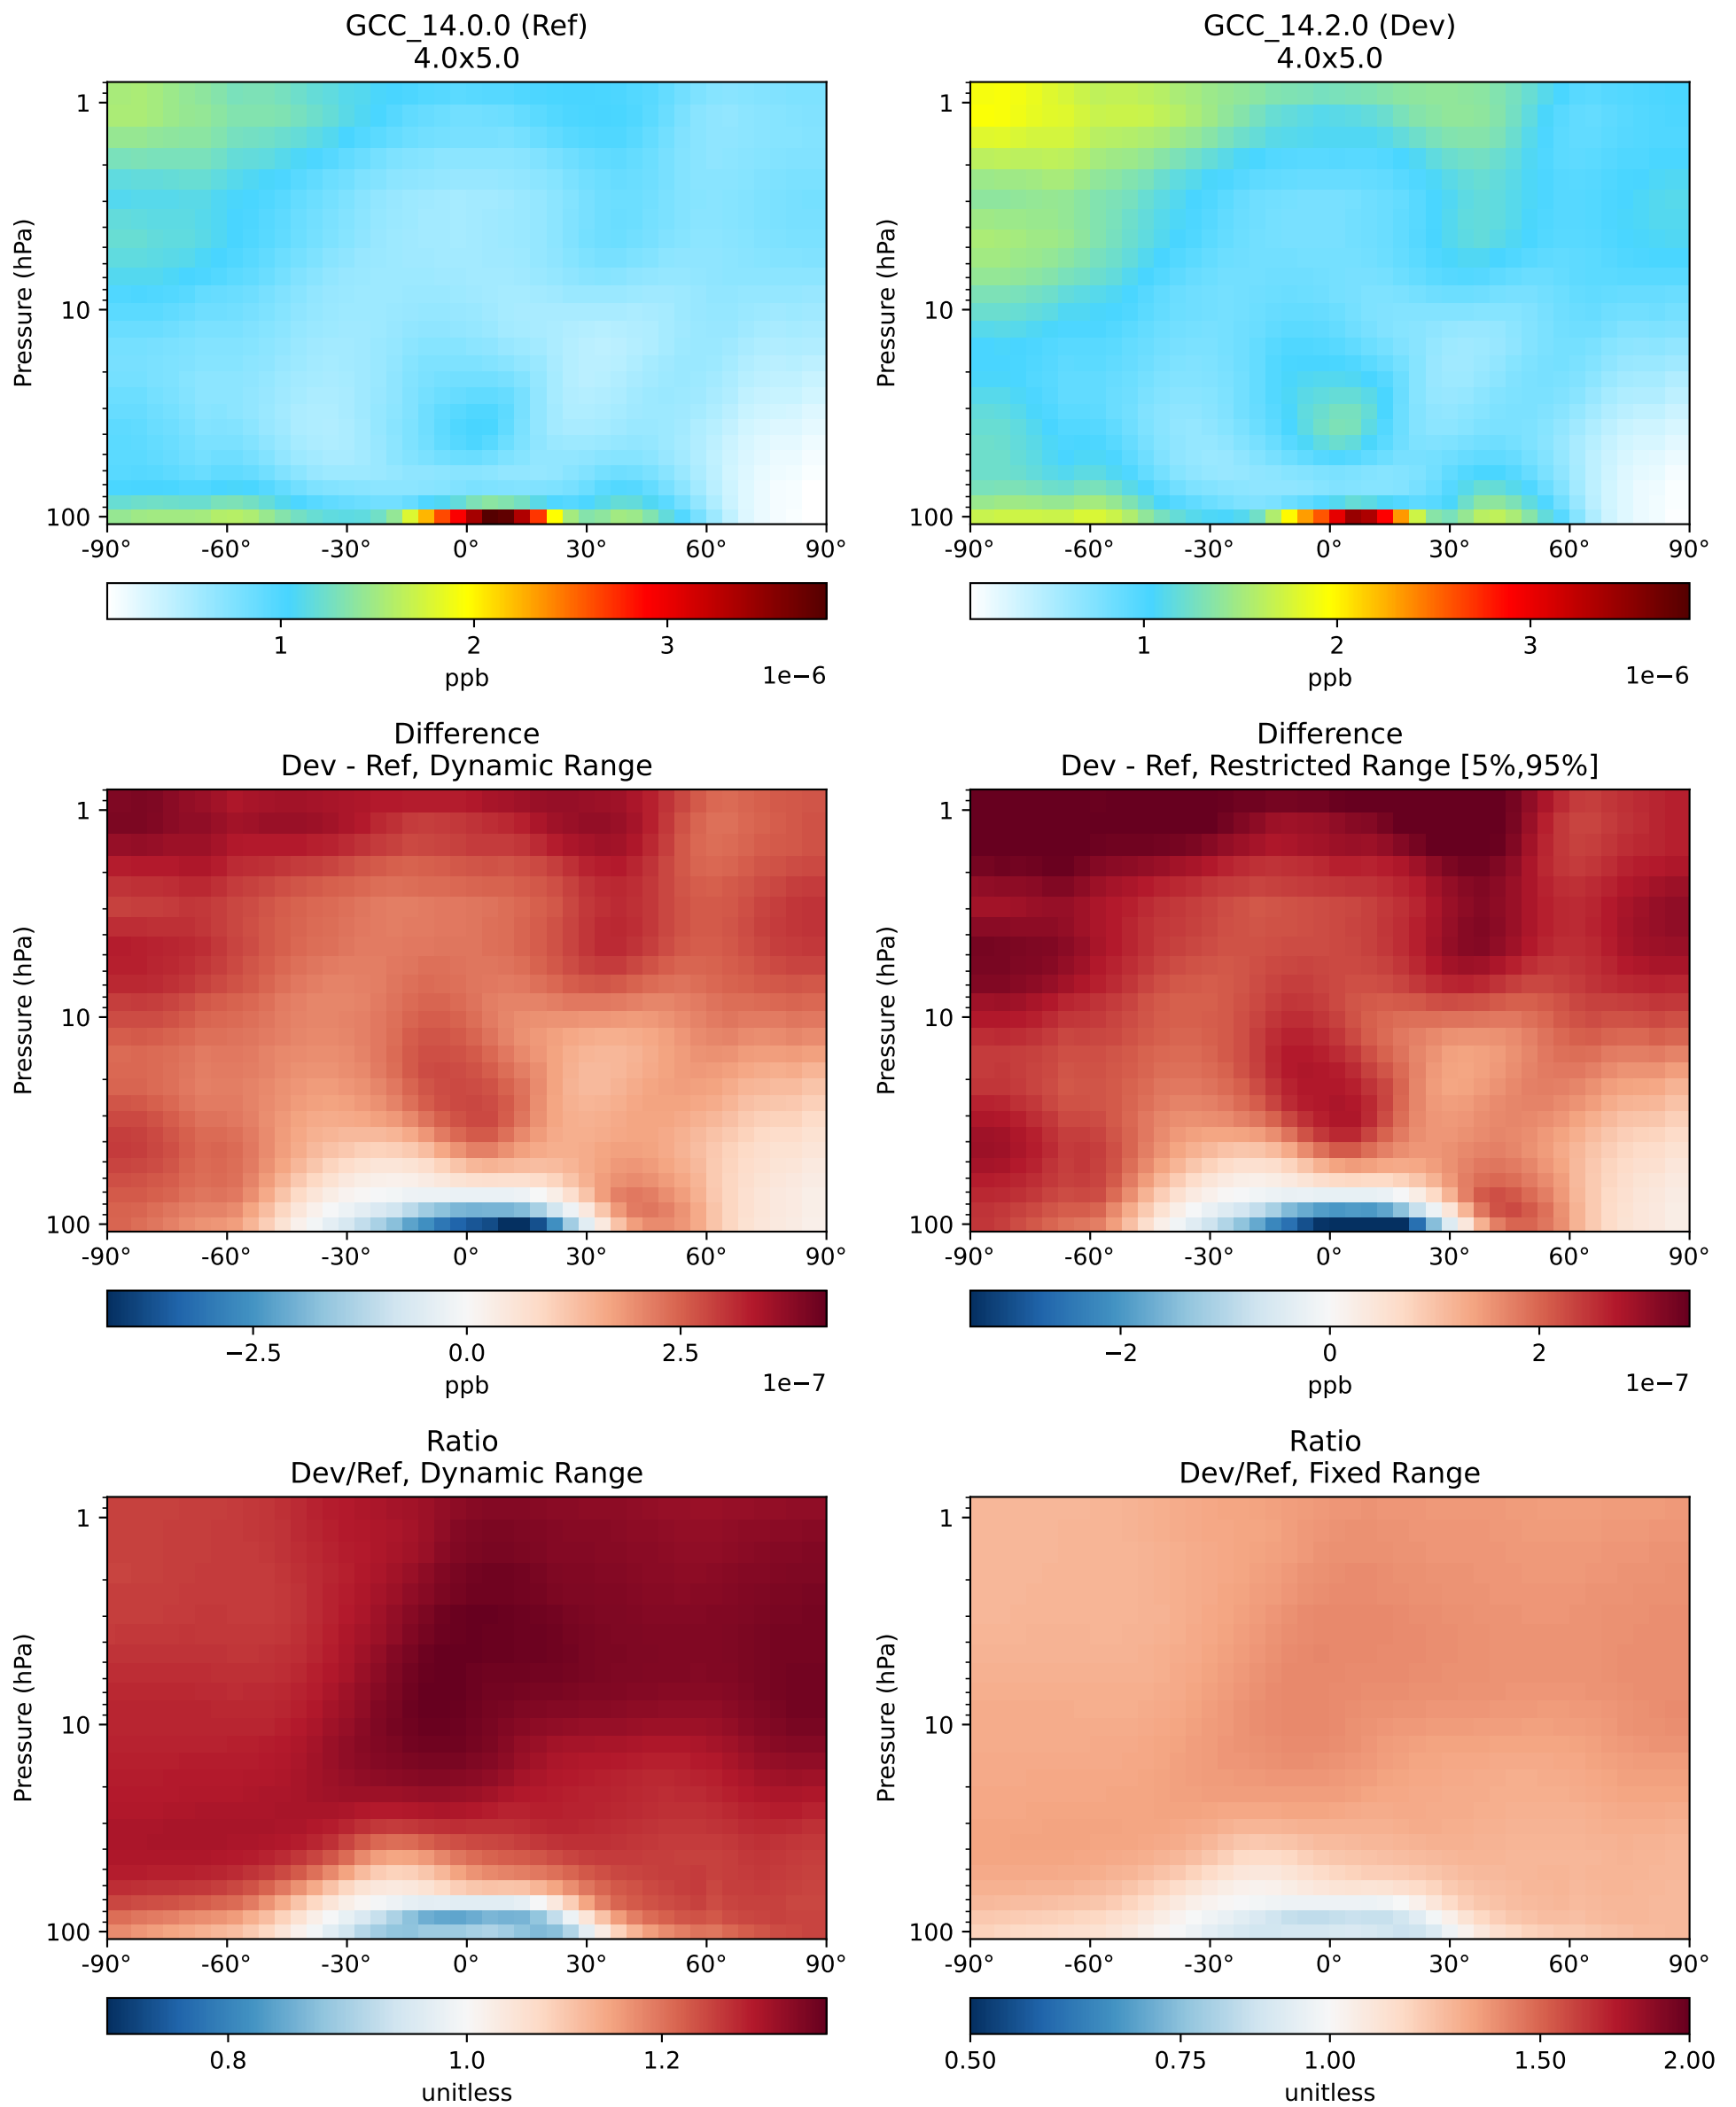 GCC_14.0.0 (Ref)
4.0x5.0
Pressure (hPa)
1
10
100
-90° -60° -30° 0° 30° 60° 90°
1 2 3
ppb
1e−6
GCC_14.2.0 (Dev)
4.0x5.0
Pressure (hPa)
1
10
100
-90° -60° -30° 0° 30° 60° 90°
1 2 3
ppb
1e−6
Difference
Dev - Ref, Dynamic Range
Pressure (hPa)
1
10
100
-90° -60° -30° 0° 30° 60° 90°
−2.5 0.0 2.5
ppb
1e−7
Difference
Dev - Ref, Restricted Range [5%,95%]
Pressure (hPa)
1
10
100
-90° -60° -30° 0° 30° 60° 90°
−2 0 2
ppb
1e−7
Ratio
Dev/Ref, Dynamic Range
Pressure (hPa)
1
10
100
-90° -60° -30° 0° 30° 60° 90°
0.8 1.0 1.2
unitless
Ratio
Dev/Ref, Fixed Range
Pressure (hPa)
1
10
100
-90° -60° -30° 0° 30° 60° 90°
0.50 0.75 1.00 1.50 2.00
unitless